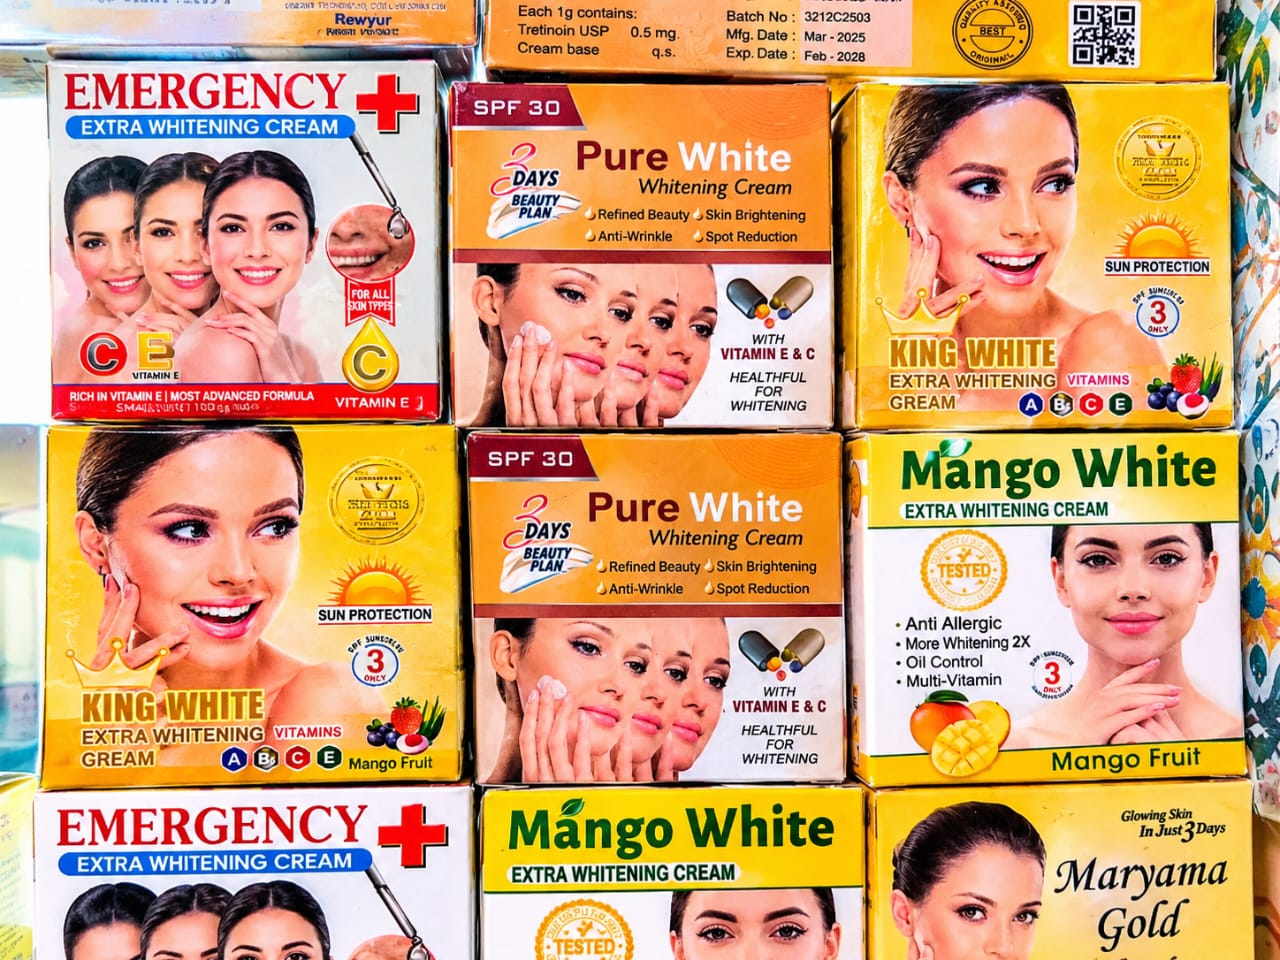 Rewyur
Each 1g contains:
Tretinoin USP 0.5 mg.
Cream base q.s.
Batch No : 3212C2503
Mfg. Date : Mar - 2025
Exp. Date : Feb - 2028
BEST
EMERGENCY
EXTRA WHITENING CREAM
FOR ALL
SKIN TYPES
C E
VITAMIN E
C
RICH IN VITAMIN E | MOST ADVANCED FORMULA
VITAMIN E
SPF 30
3
DAYS
BEAUTY
PLAN
Pure White
Whitening Cream
Refined Beauty Skin Brightening
Anti-Wrinkle Spot Reduction
WITH
VITAMIN E & C
HEALTHFUL
FOR
WHITENING
SUN PROTECTION
3
ONLY
KING WHITE
EXTRA WHITENING
GREAM
VITAMINS
A B C E
SUN PROTECTION
3
ONLY
KING WHITE
EXTRA WHITENING
GREAM
VITAMINS
A B C E
Mango Fruit
SPF 30
3
DAYS
BEAUTY
PLAN
Pure White
Whitening Cream
Refined Beauty Skin Brightening
Anti-Wrinkle Spot Reduction
WITH
VITAMIN E & C
HEALTHFUL
FOR
WHITENING
Mango White
EXTRA WHITENING CREAM
TESTED
• Anti Allergic
• More Whitening 2X
• Oil Control
• Multi-Vitamin
3
ONLY
Mango Fruit
EMERGENCY
EXTRA WHITENING CREAM
Mango White
EXTRA WHITENING CREAM
TESTED
Glowing Skin
In Just 3 Days
Maryama
Gold